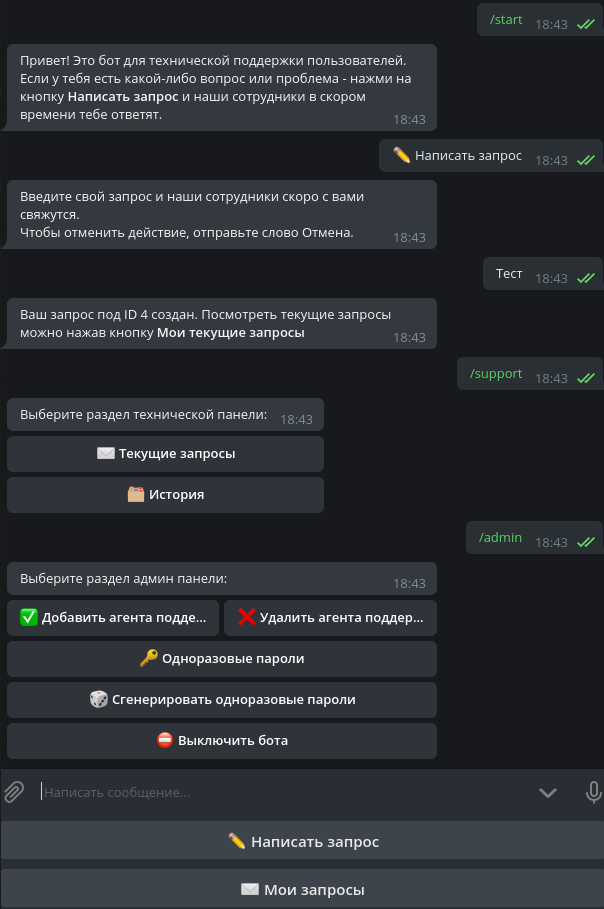 /start 18:43
Привет! Это бот для технической поддержки пользователей.
Если у тебя есть какой-либо вопрос или проблема - нажми на
кнопку Написать запрос и наши сотрудники в скором
времени тебе ответят. 18:43
✏️ Написать запрос 18:43
Введите свой запрос и наши сотрудники скоро с вами
свяжутся.
Чтобы отменить действие, отправьте слово Отмена. 18:43
Тест 18:43
Ваш запрос под ID 4 создан. Посмотреть текущие запросы
можно нажав кнопку Мои текущие запросы 18:43
/support 18:43
Выберите раздел технической панели: 18:43
✉️ Текущие запросы
🗂 История
/admin 18:43
Выберите раздел админ панели: 18:43
✅ Добавить агента подде...
❌ Удалить агента поддер...
🔑 Одноразовые пароли
🎲 Сгенерировать одноразовые пароли
⛔ Выключить бота
Написать сообщение...
✏️ Написать запрос
✉️ Мои запросы